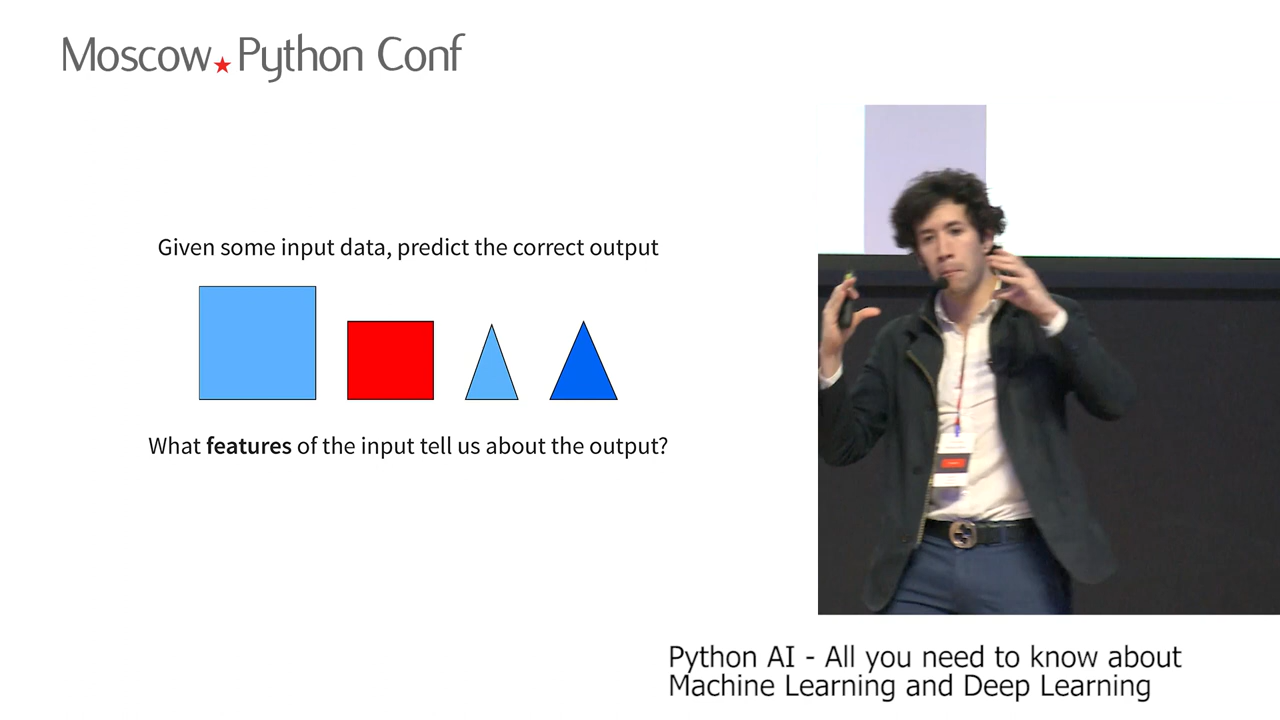 Moscow Python Conf
Given some input data, predict the correct output
What features of the input tell us about the output?
Python AI - All you need to know about
Machine Learning and Deep Learning